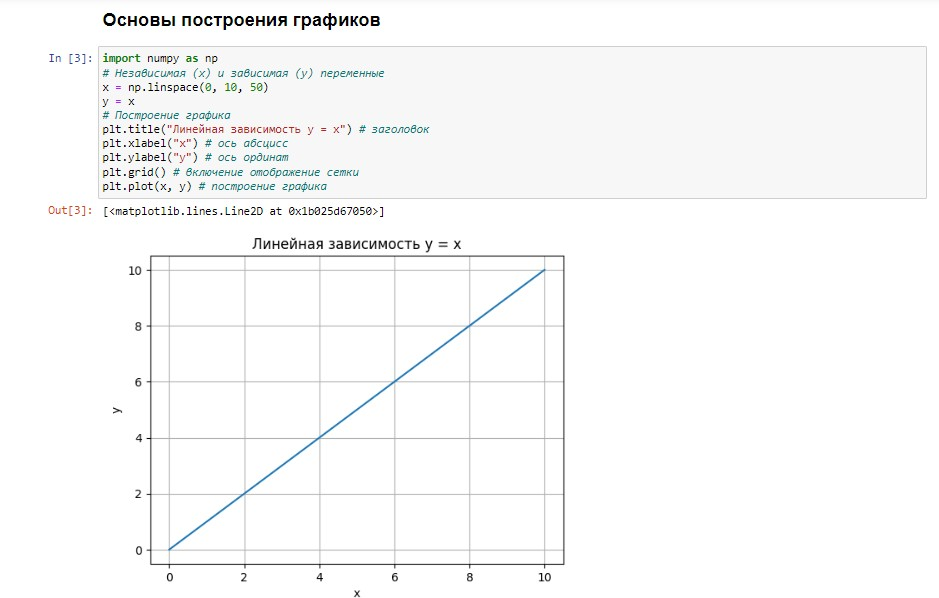 Основы построения графиков
In [3]: import numpy as np
# Независимая (x) и зависимая (y) переменные
x = np.linspace(0, 10, 50)
y = x
# Построение графика
plt.title("Линейная зависимость y = x") # заголовок
plt.xlabel("x") # ось абсцисс
plt.ylabel("y") # ось ординат
plt.grid() # включение отображение сетки
plt.plot(x, y) # построение графика
Out[3]: [<matplotlib.lines.Line2D at 0x1b025d67050>]
Линейная зависимость y = x
10
8
6
y
4
2
0
0 2 4 6 8 10
x